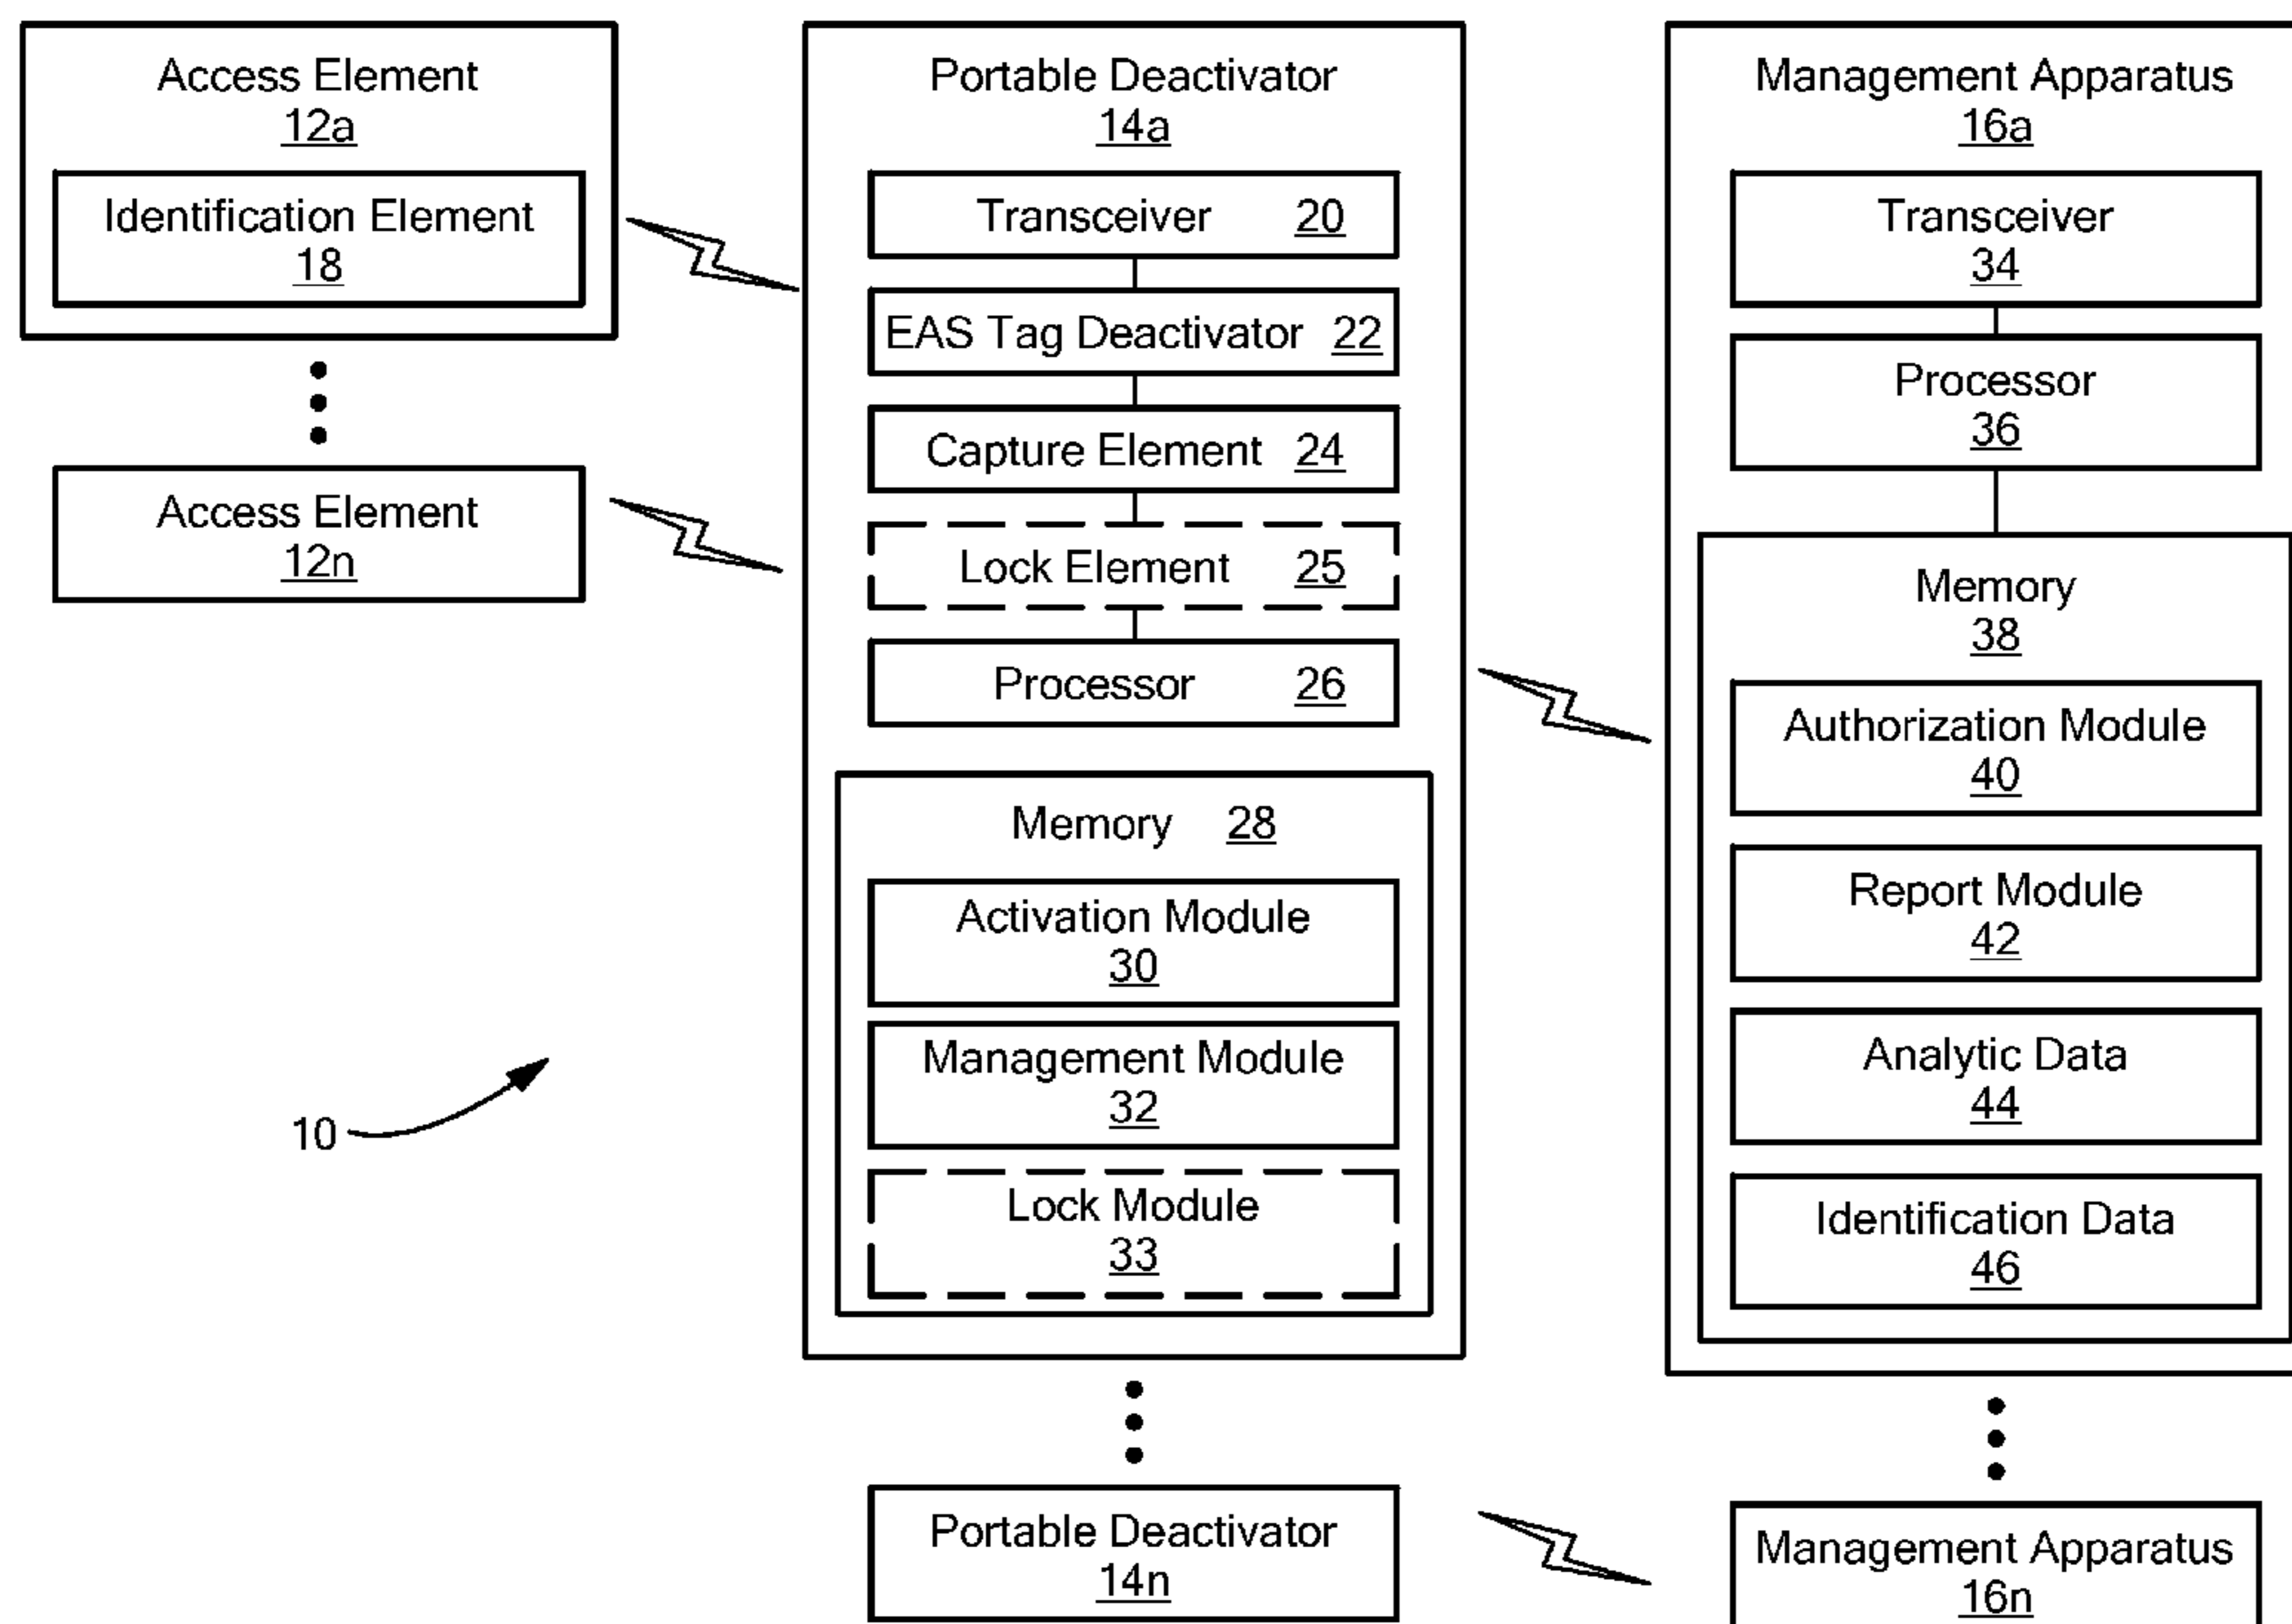 Access Element
12a
Identification Element
18
Access Element
12n
10
Portable Deactivator
14a
Transceiver 20
EAS Tag Deactivator 22
Capture Element 24
Lock Element 25
Processor 26
Memory 28
Activation Module
30
Management Module
32
Lock Module
33
Portable Deactivator
14n
Management Apparatus
16a
Transceiver
34
Processor
36
Memory
38
Authorization Module
40
Report Module
42
Analytic Data
44
Identification Data
46
Management Apparatus
16n